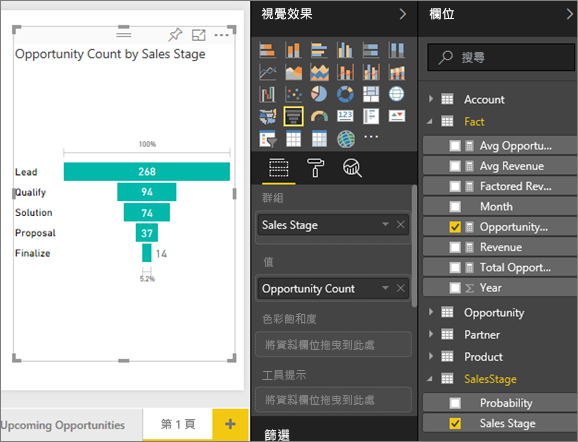 Opportunity Count by Sales Stage
100%
Lead 268
Qualify 94
Solution 74
Proposal 37
Finalize 14
5.2%
Upcoming Opportunities
第 1 頁
+
視覺效果
123
R
群組
Sales Stage
值
Opportunity Count
色彩飽和度
將資料欄位拖曳到此處
工具提示
將資料欄位拖曳到此處
篩選
欄位
搜尋
Account
Fact
Avg Opportu...
Avg Revenue
Factored Rev...
Month
Opportunity...
Revenue
Total Opport...
Σ Year
Opportunity
Partner
Product
SalesStage
Probability
Sales Stage